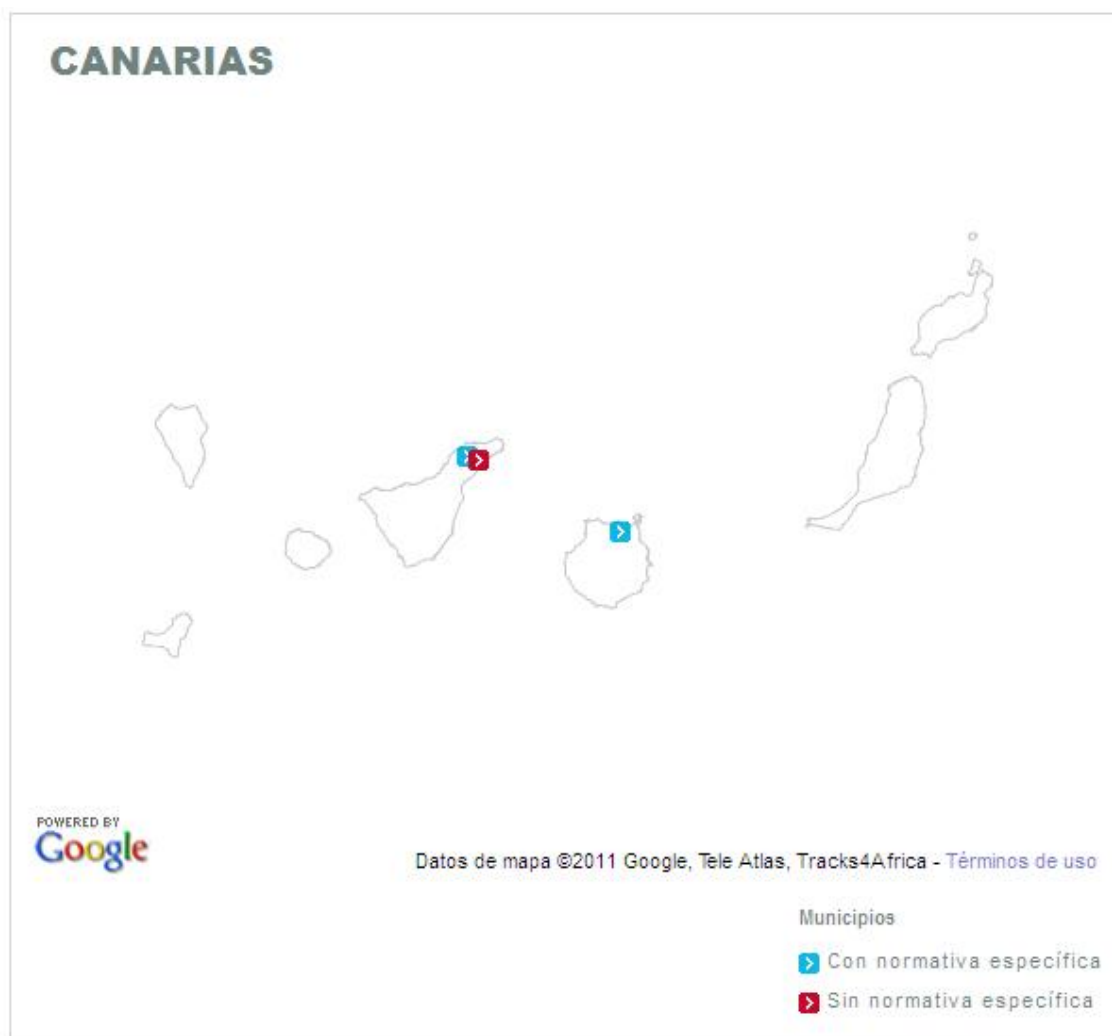 CANARIAS
POWERED BY
Google
Datos de mapa ©2011 Google, Tele Atlas, Tracks4Africa - Términos de uso
Municipios
Con normativa específica
Sin normativa específica